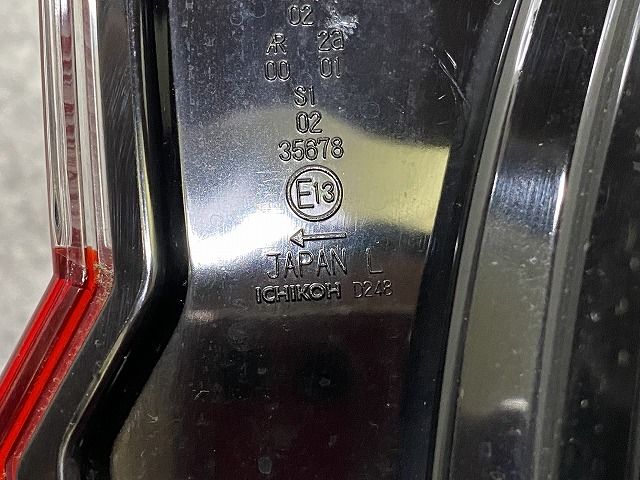 02
AR 2a
00 01
S1
02
35678
E13
←
JAPAN L
ICHIKOH D248